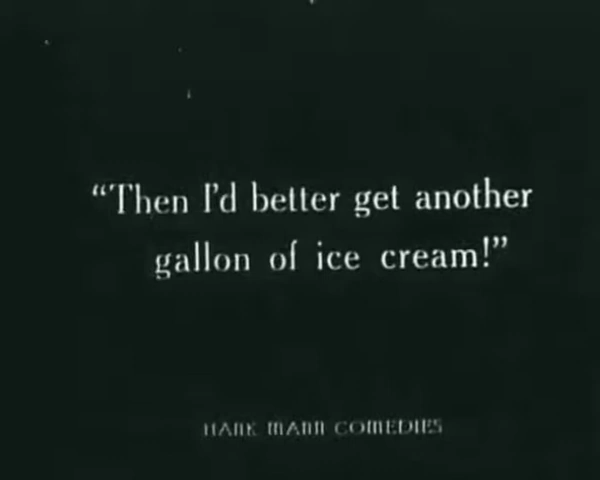 “Then I’d better get another
gallon of ice cream!”
HANK MANN COMEDIES